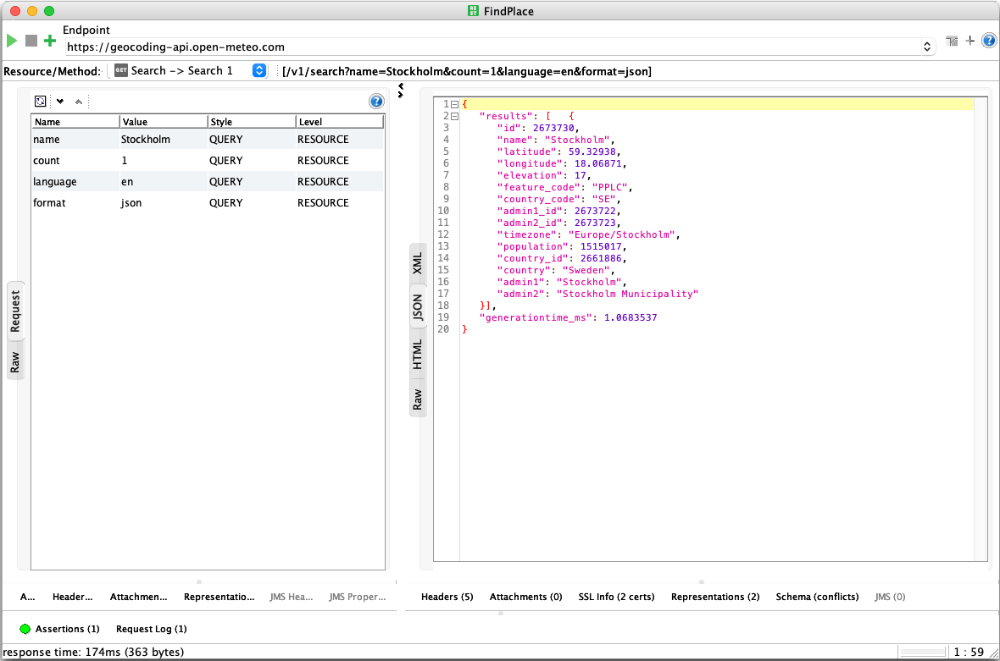 FindPlace
Endpoint
https://geocoding-api.open-meteo.com
Resource/Method: GET Search -> Search 1 [/v1/search?name=Stockholm&count=1&language=en&format=json]
Name Value Style Level
name Stockholm QUERY RESOURCE
count 1 QUERY RESOURCE
language en QUERY RESOURCE
format json QUERY RESOURCE
Request
Raw
XML
JSON
HTML
Raw
1 {
2 "results": [ {
3 "id": 2673730,
4 "name": "Stockholm",
5 "latitude": 59.32938,
6 "longitude": 18.06871,
7 "elevation": 17,
8 "feature_code": "PPLC",
9 "country_code": "SE",
10 "admin1_id": 2673722,
11 "admin2_id": 2673723,
12 "timezone": "Europe/Stockholm",
13 "population": 1515017,
14 "country_id": 2661886,
15 "country": "Sweden",
16 "admin1": "Stockholm",
17 "admin2": "Stockholm Municipality"
18 }],
19 "generationtime_ms": 1.0683537
20 }
A... Header... Attachmen... Representatio... JMS Hea... JMS Proper...
Headers (5) Attachments (0) SSL Info (2 certs) Representations (2) Schema (conflicts) JMS (0)
Assertions (1) Request Log (1)
response time: 174ms (363 bytes) 1 : 59